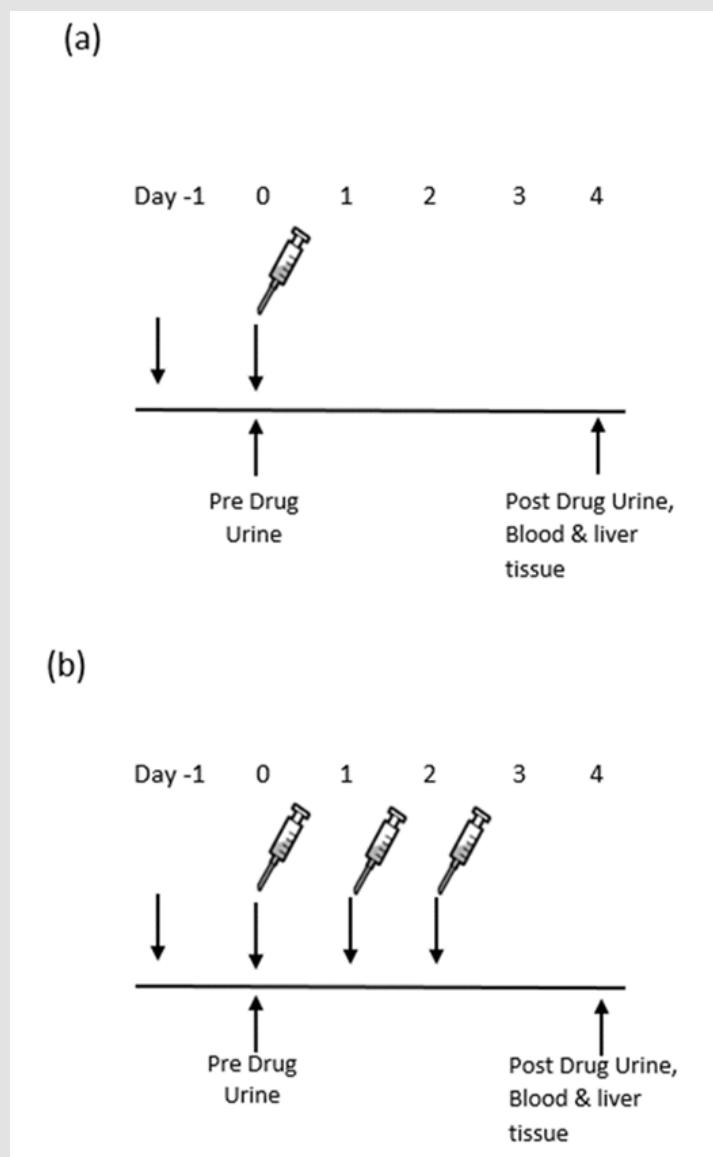 (a)
Day -1 0 1 2 3 4
Pre Drug
Urine
Post Drug Urine,
Blood & liver
tissue
(b)
Day -1 0 1 2 3 4
Pre Drug
Urine
Post Drug Urine,
Blood & liver
tissue